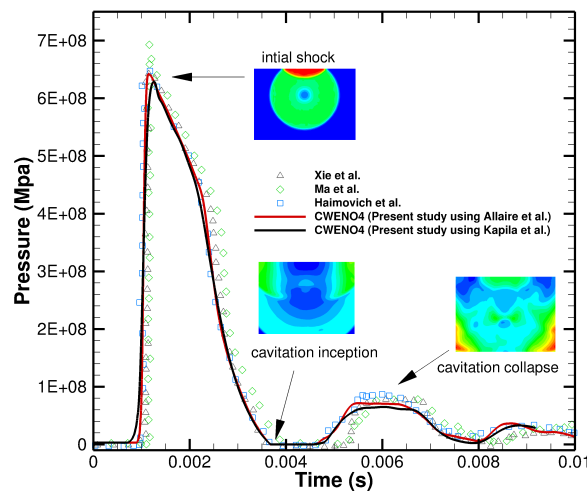 7E+08
6E+08
5E+08
4E+08
3E+08
2E+08
1E+08
0
Pressure (Mpa)
intial shock
Xie et al.
Ma et al.
Haimovich et al.
CWENO4 (Present study using Allaire et al.)
CWENO4 (Present study using Kapila et al.)
cavitation inception
cavitation collapse
0 0.002 0.004 0.006 0.008 0.01
Time (s)